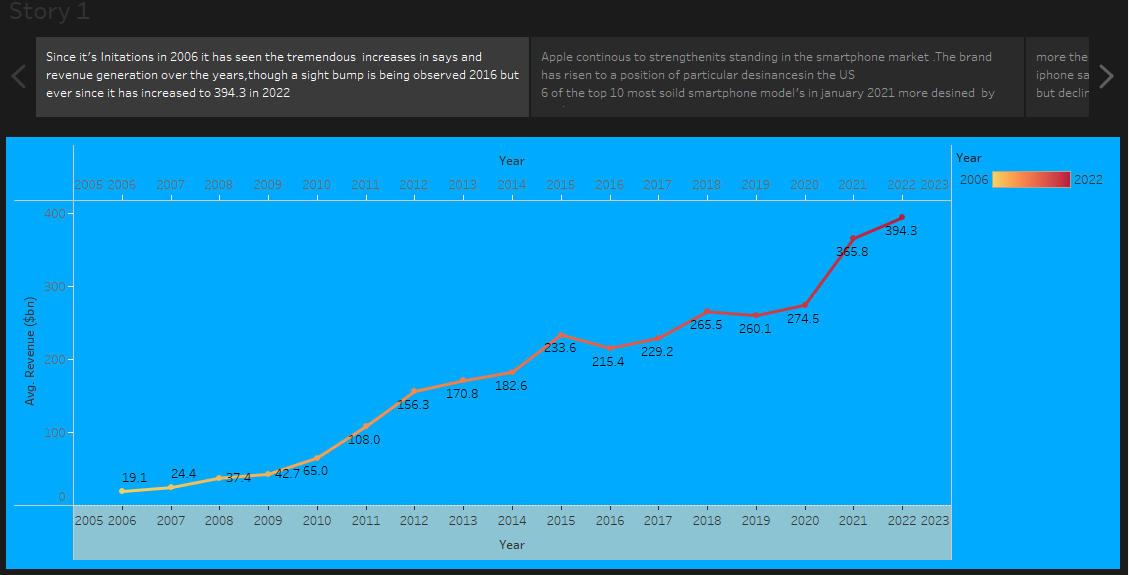 Story 1
Since it's Initations in 2006 it has seen the tremendous increases in says and
revenue generation over the years,though a sight bump is being observed 2016 but
ever since it has increased to 394.3 in 2022
Apple continous to strengthenits standing in the smartphone market .The brand
has risen to a position of particular desinancesin the US
6 of the top 10 most soild smartphone model's in january 2021 more desined by
more the
iphone sa
but declin
Year
2005 2006 2007 2008 2009 2010 2011 2012 2013 2014 2015 2016 2017 2018 2019 2020 2021 2022 2023
Year
2006 2022
Avg. Revenue ($bn)
400
300
200
100
0
19.1 24.4 37.4 42.7 65.0 108.0 156.3 170.8 182.6 233.6 215.4 229.2 265.5 260.1 274.5 365.8 394.3
2005 2006 2007 2008 2009 2010 2011 2012 2013 2014 2015 2016 2017 2018 2019 2020 2021 2022 2023
Year